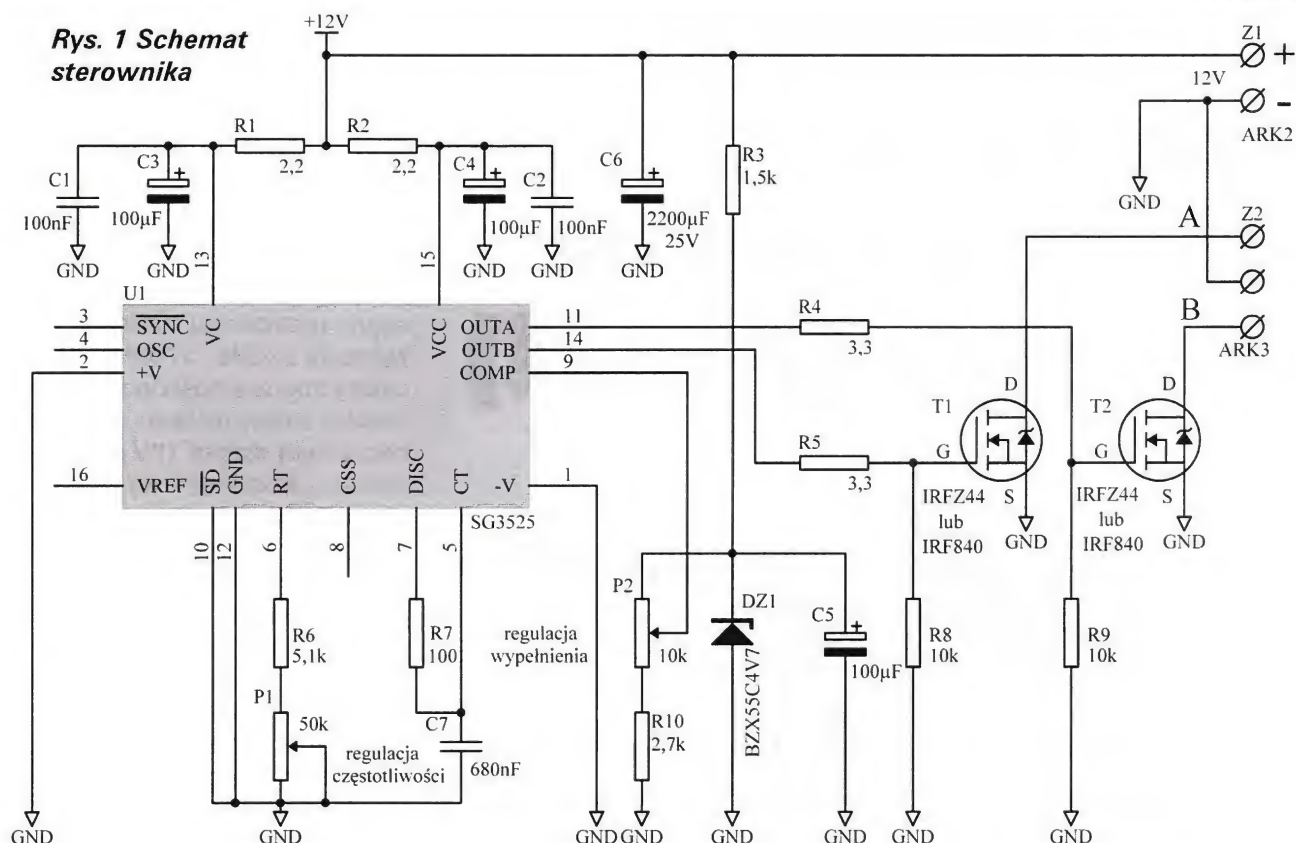 Rys. 1 Schemat
sterownika
+12V
Z1
+
12V
-
ARK2
GND
A
Z2
B
ARK3
R1
2,2
R2
2,2
C1
100nF
GND
C3
+
100µF
GND
C4
+
100µF
GND
C2
100nF
GND
C6
+
2200µF
25V
GND
R3
1,5k
13
15
U1
3
SYNC
4
OSC
2
+V
VC
VCC
OUTA
11
OUTB
14
COMP
9
16
VREF
SD
GND
RT
CSS
DISC
CT
-V
1
SG3525
10
12
6
8
7
5
R4
3,3
R5
3,3
T1
D
G
S
IRFZ44
lub
IRF840
GND
T2
D
G
S
IRFZ44
lub
IRF840
GND
R6
5,1k
P1
50k
regulacja
częstotliwości
R7
100
C7
680nF
regulacja
wypełnienia
P2
10k
R10
2,7k
DZ1
BZX55C4V7
C5
+
100µF
R8
10k
R9
10k
GND
GND
GND
GND
GND
GND
GND
GND